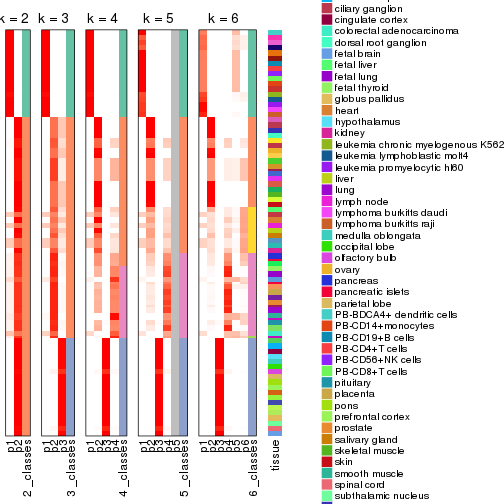 k = 2 k = 3 k = 4 k = 5 k = 6
ciliary ganglion
cingulate cortex
colorectal adenocarcinoma
dorsal root ganglion
fetal brain
fetal liver
fetal lung
fetal thyroid
globus pallidus
heart
hypothalamus
kidney
leukemia chronic myelogenous K562
leukemia lymphoblastic molt4
leukemia promyelocytic hl60
liver
lung
lymph node
lymphoma burkitts daudi
lymphoma burkitts raji
medulla oblongata
occipital lobe
olfactory bulb
ovary
pancreas
pancreatic islets
parietal lobe
PB-BDCA4+ dendritic cells
PB-CD14+monocytes
PB-CD19+B cells
PB-CD4+T cells
PB-CD56+NK cells
PB-CD8+T cells
pituitary
placenta
pons
prefrontal cortex
prostate
salivary gland
skeletal muscle
skin
smooth muscle
spinal cord
subthalamic nucleus
p1
p2
2_classes
p1
p2
p3
3_classes
p1
p2
p3
p4
4_classes
p1
p2
p3
p4
p5
5_classes
p1
p2
p3
p4
p5
p6
6_classes
tissue